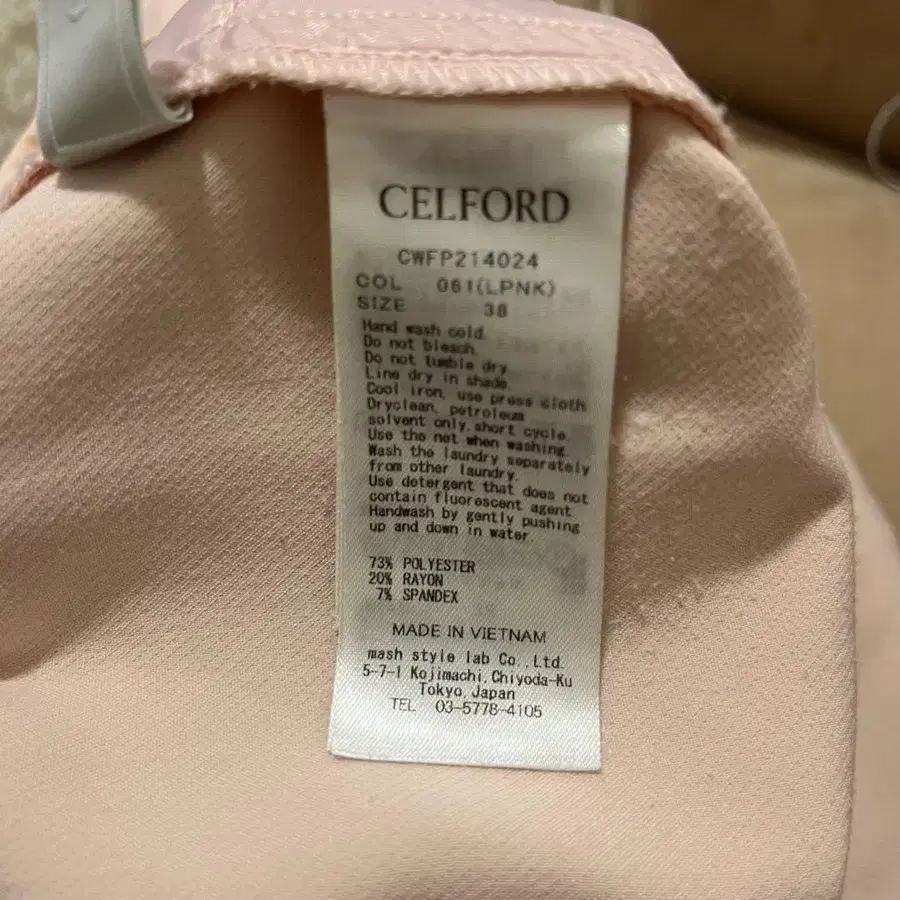 CELFORD
CWFP214024
COL 061(LPNK)
SIZE 38
Hand wash cold.
Do not bleach.
Do not tumble dry
Line dry in shade
Cool iron, use press cloth
Dryclean, petroleum
solvent only,short cycle.
Use the net when washing.
Wash the laundry separately
from other laundry.
Use detergent that does not
contain fluorescent agent
Handwash by gently pushing
up and down in water.
73% POLYESTER
20% RAYON
7% SPANDEX
MADE IN VIETNAM
mash style lab Co.,Ltd.
5-7-1 Kojimachi,Chiyoda-Ku
Tokyo,Japan
TEL 03-5778-4105